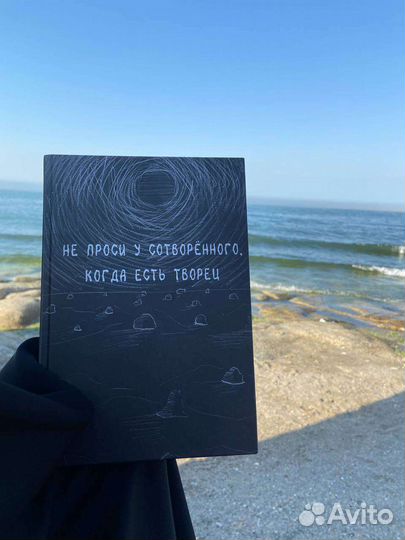 НЕ ПРОСИ У СОТВОРЁННОГО,
КОГДА ЕСТЬ ТВОРЕЦ
Avito